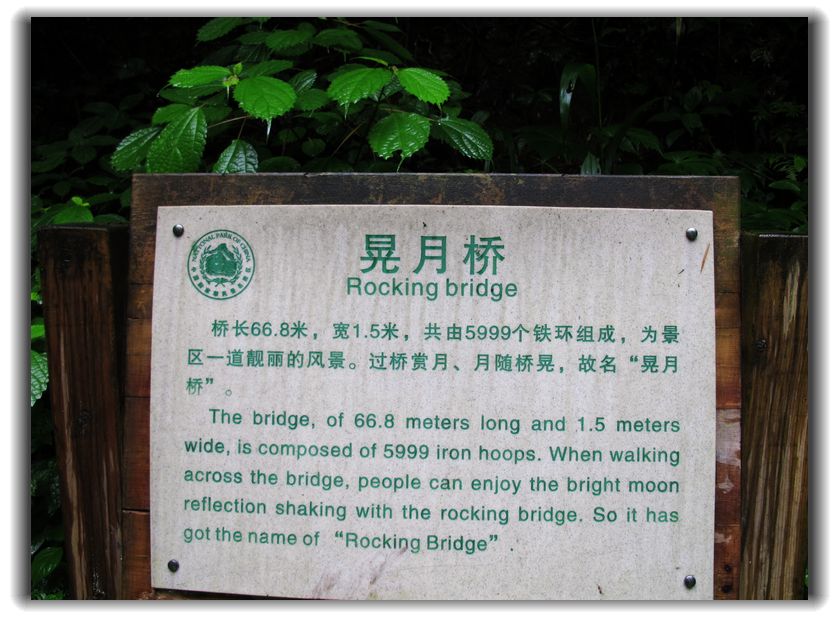 NATIONAL PARK OF CHINA
晃月桥
Rocking bridge
桥长66.8米，宽1.5米，共由5999个铁环组成，为景
区一道靓丽的风景。过桥赏月、月随桥晃，故名“晃月
桥”。
The bridge, of 66.8 meters long and 1.5 meters
wide, is composed of 5999 iron hoops. When walking
across the bridge, people can enjoy the bright moon
reflection shaking with the rocking bridge. So it has
got the name of “Rocking Bridge”.